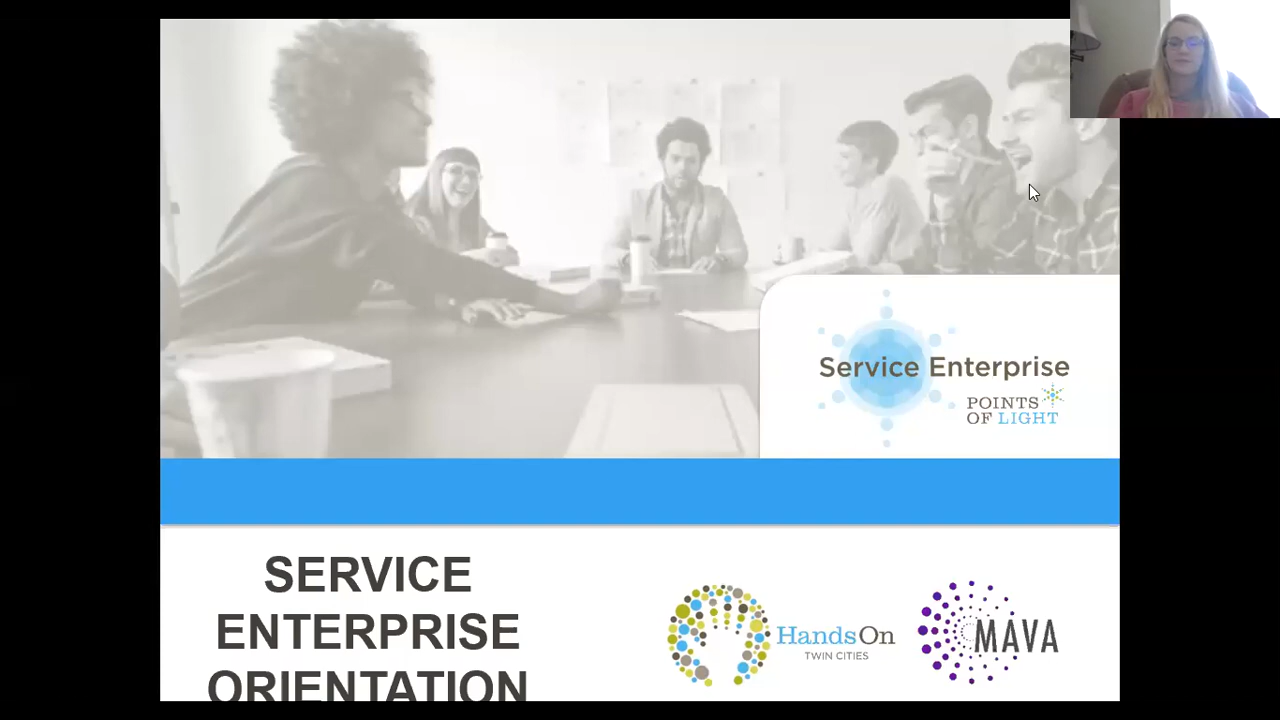 Service Enterprise
POINTS
OF LIGHT
SERVICE
ENTERPRISE
ORIENTATION
HandsOn
TWIN CITIES
MAVA